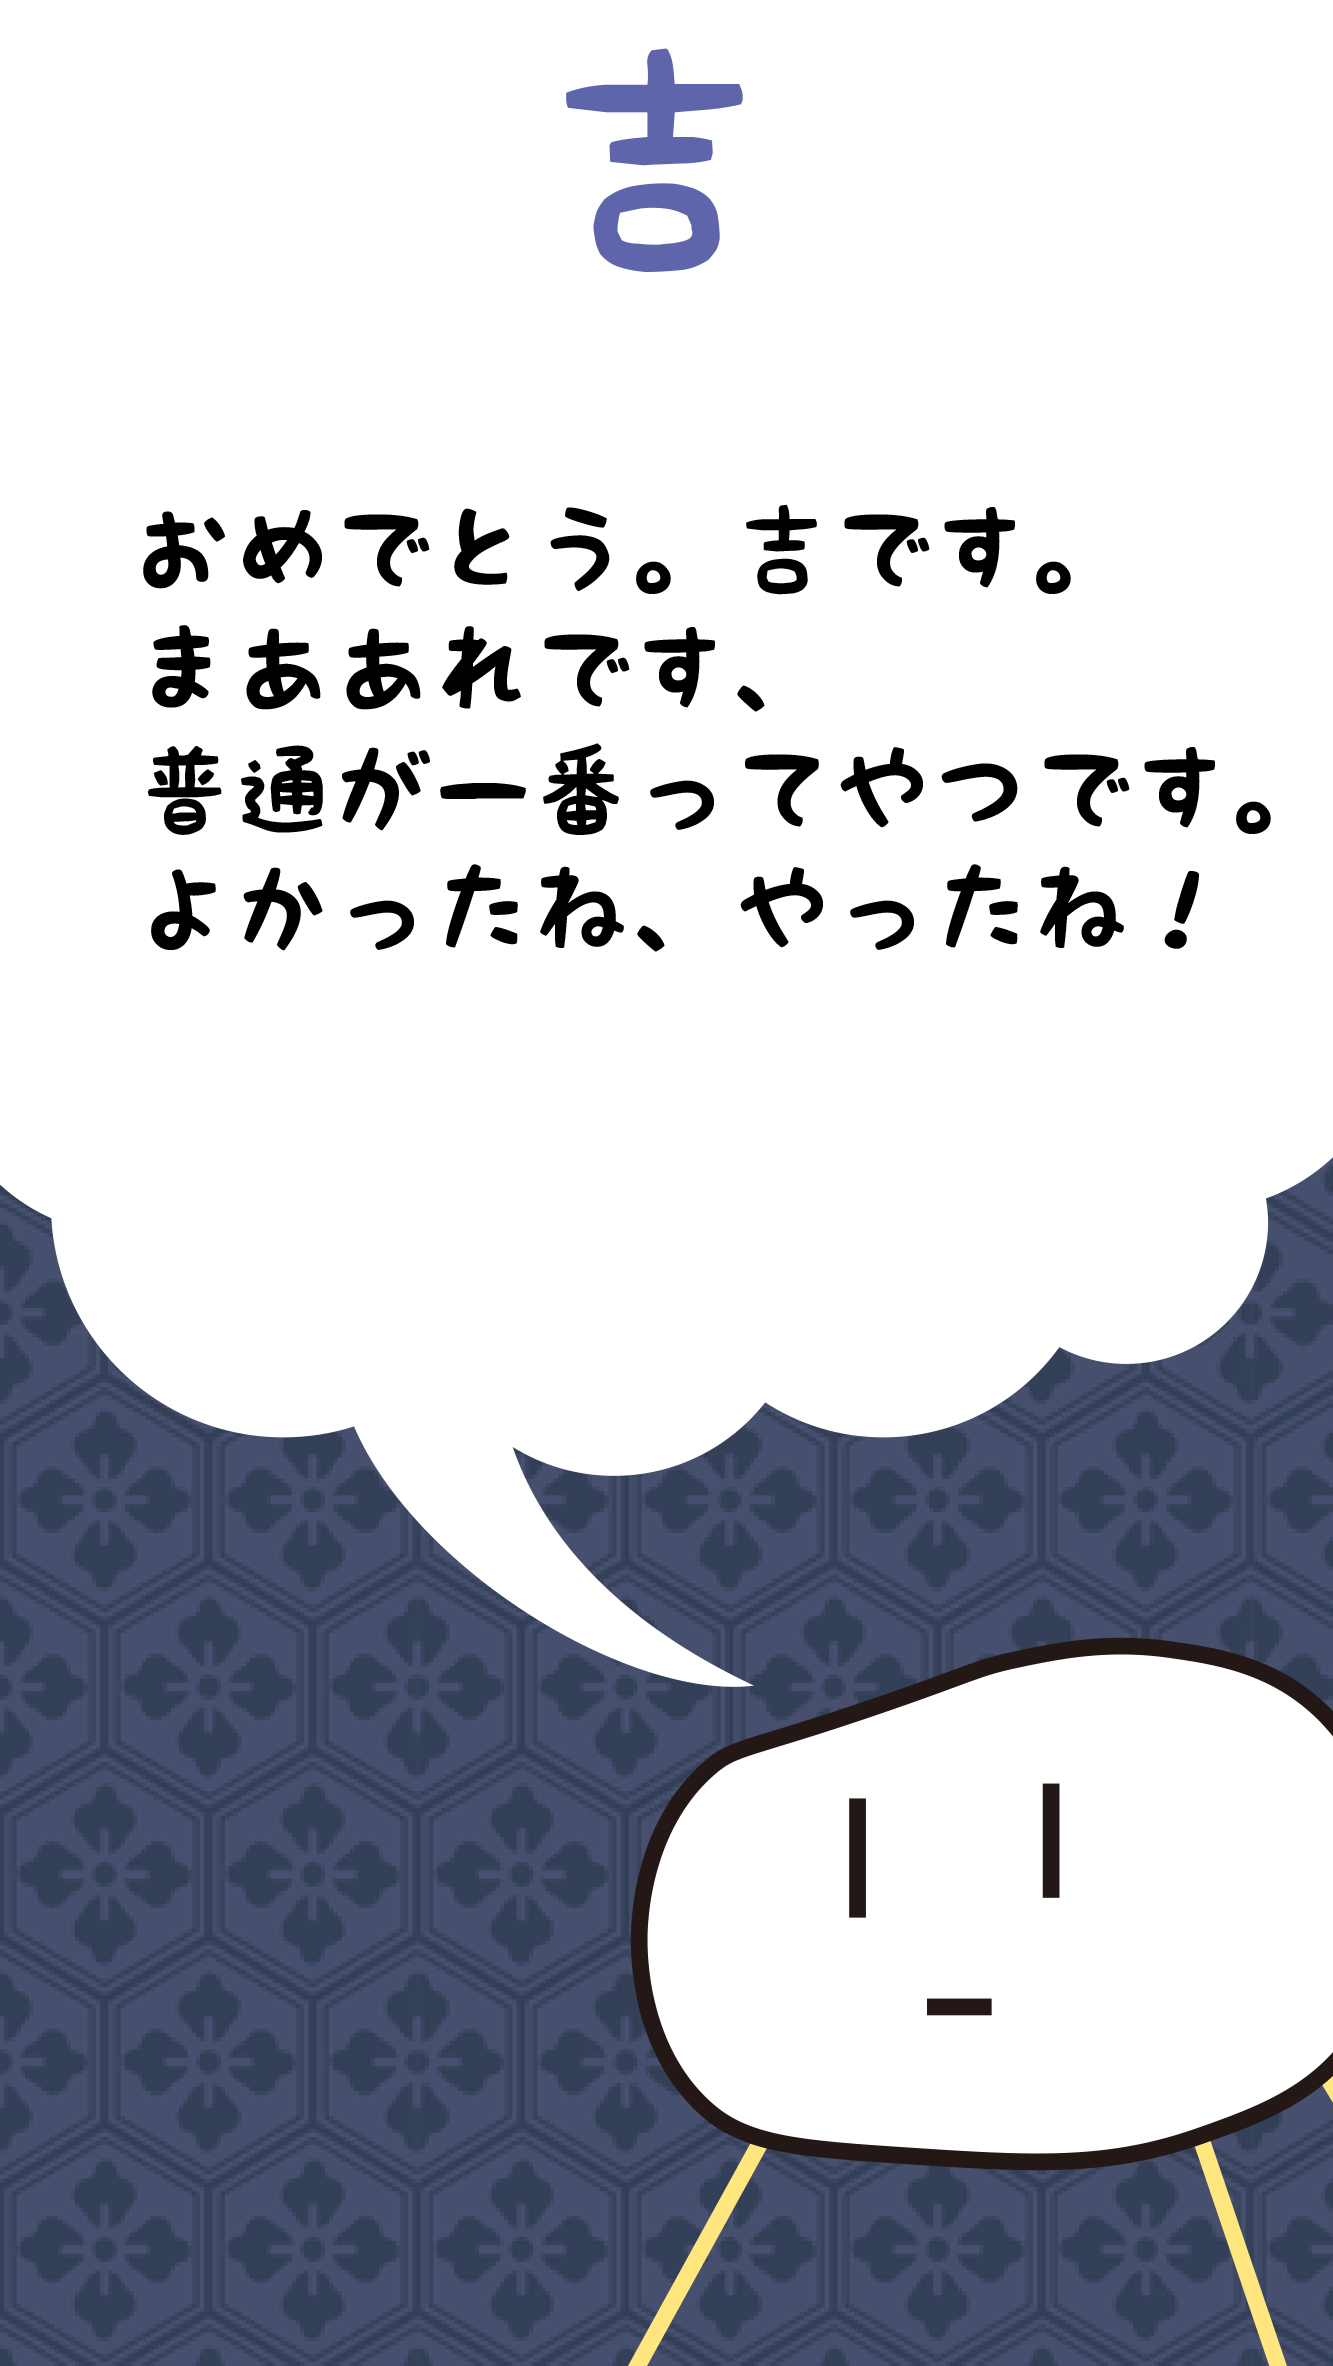 吉
おめでとう。吉です。
まああれです、
普通が一番ってやつです。
よかったね、やったね！